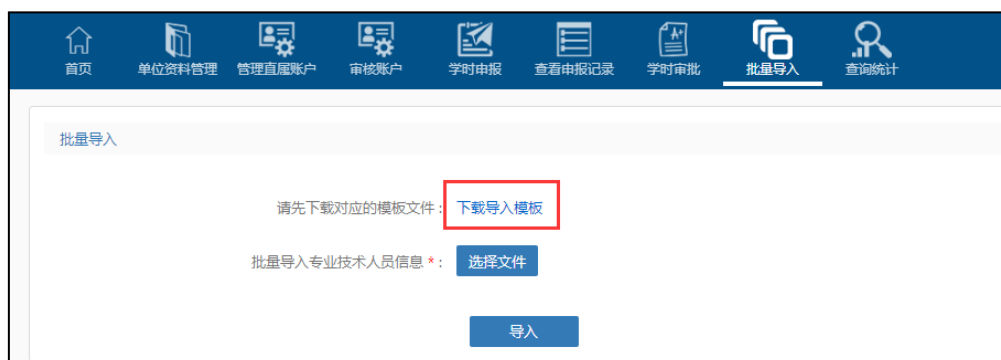 首页 单位资料管理 管理直属账户 审核账户 学时申报 查看申报记录 学时审批 批量导入 查询统计
批量导入
请先下载对应的模板文件： 下载导入模板
批量导入专业技术人员信息 *： 选择文件
导入